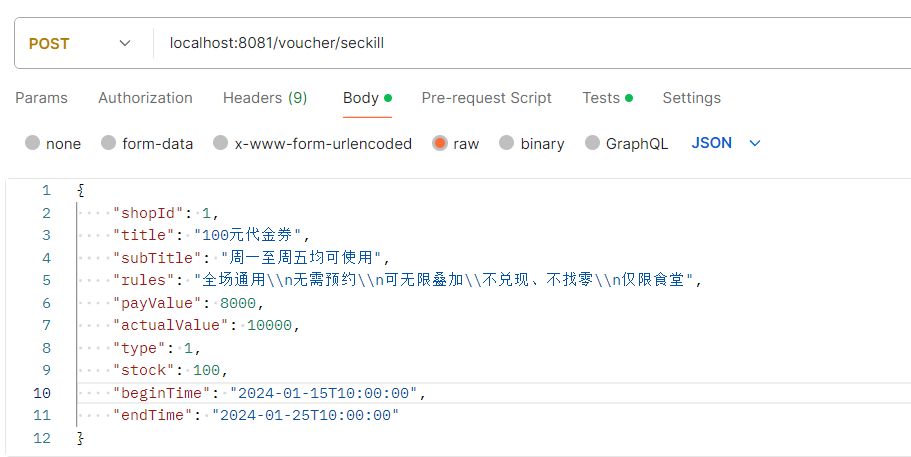 POST localhost:8081/voucher/seckill
Params Authorization Headers (9) Body Pre-request Script Tests Settings
none form-data x-www-form-urlencoded raw binary GraphQL JSON
1 {
2 "shopId": 1,
3 "title": "100元代金券",
4 "subTitle": "周一至周五均可使用",
5 "rules": "全场通用\\n无需预约\\n可无限叠加\\不兑现、不找零\\n仅限食堂",
6 "payValue": 8000,
7 "actualValue": 10000,
8 "type": 1,
9 "stock": 100,
10 "beginTime": "2024-01-15T10:00:00",
11 "endTime": "2024-01-25T10:00:00"
12 }